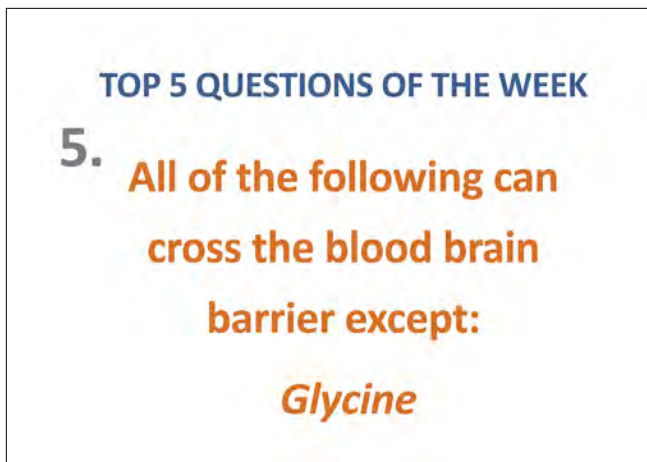 TOP 5 QUESTIONS OF THE WEEK
5.
All of the following can
cross the blood brain
barrier except:
Glycine